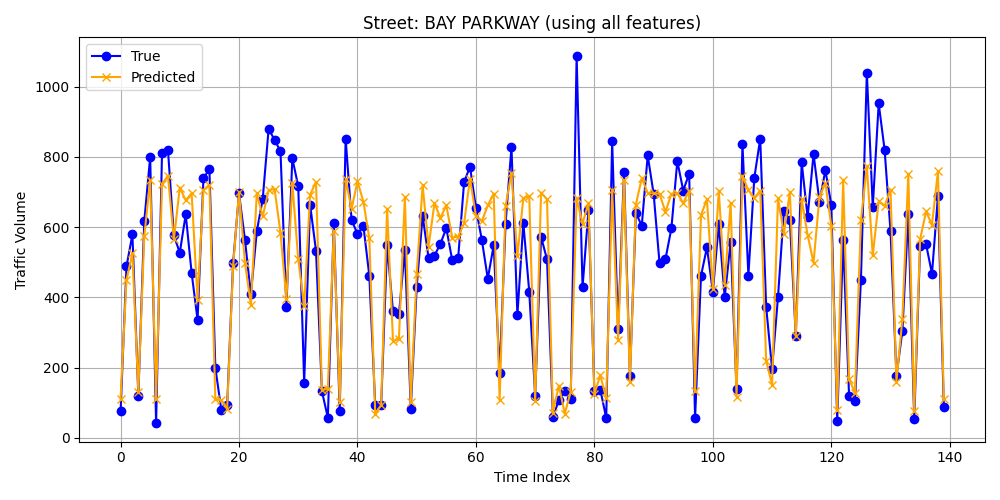 Street: BAY PARKWAY (using all features)
True
Predicted
Traffic Volume
1000
800
600
400
200
0
0 20 40 60 80 100 120 140
Time Index